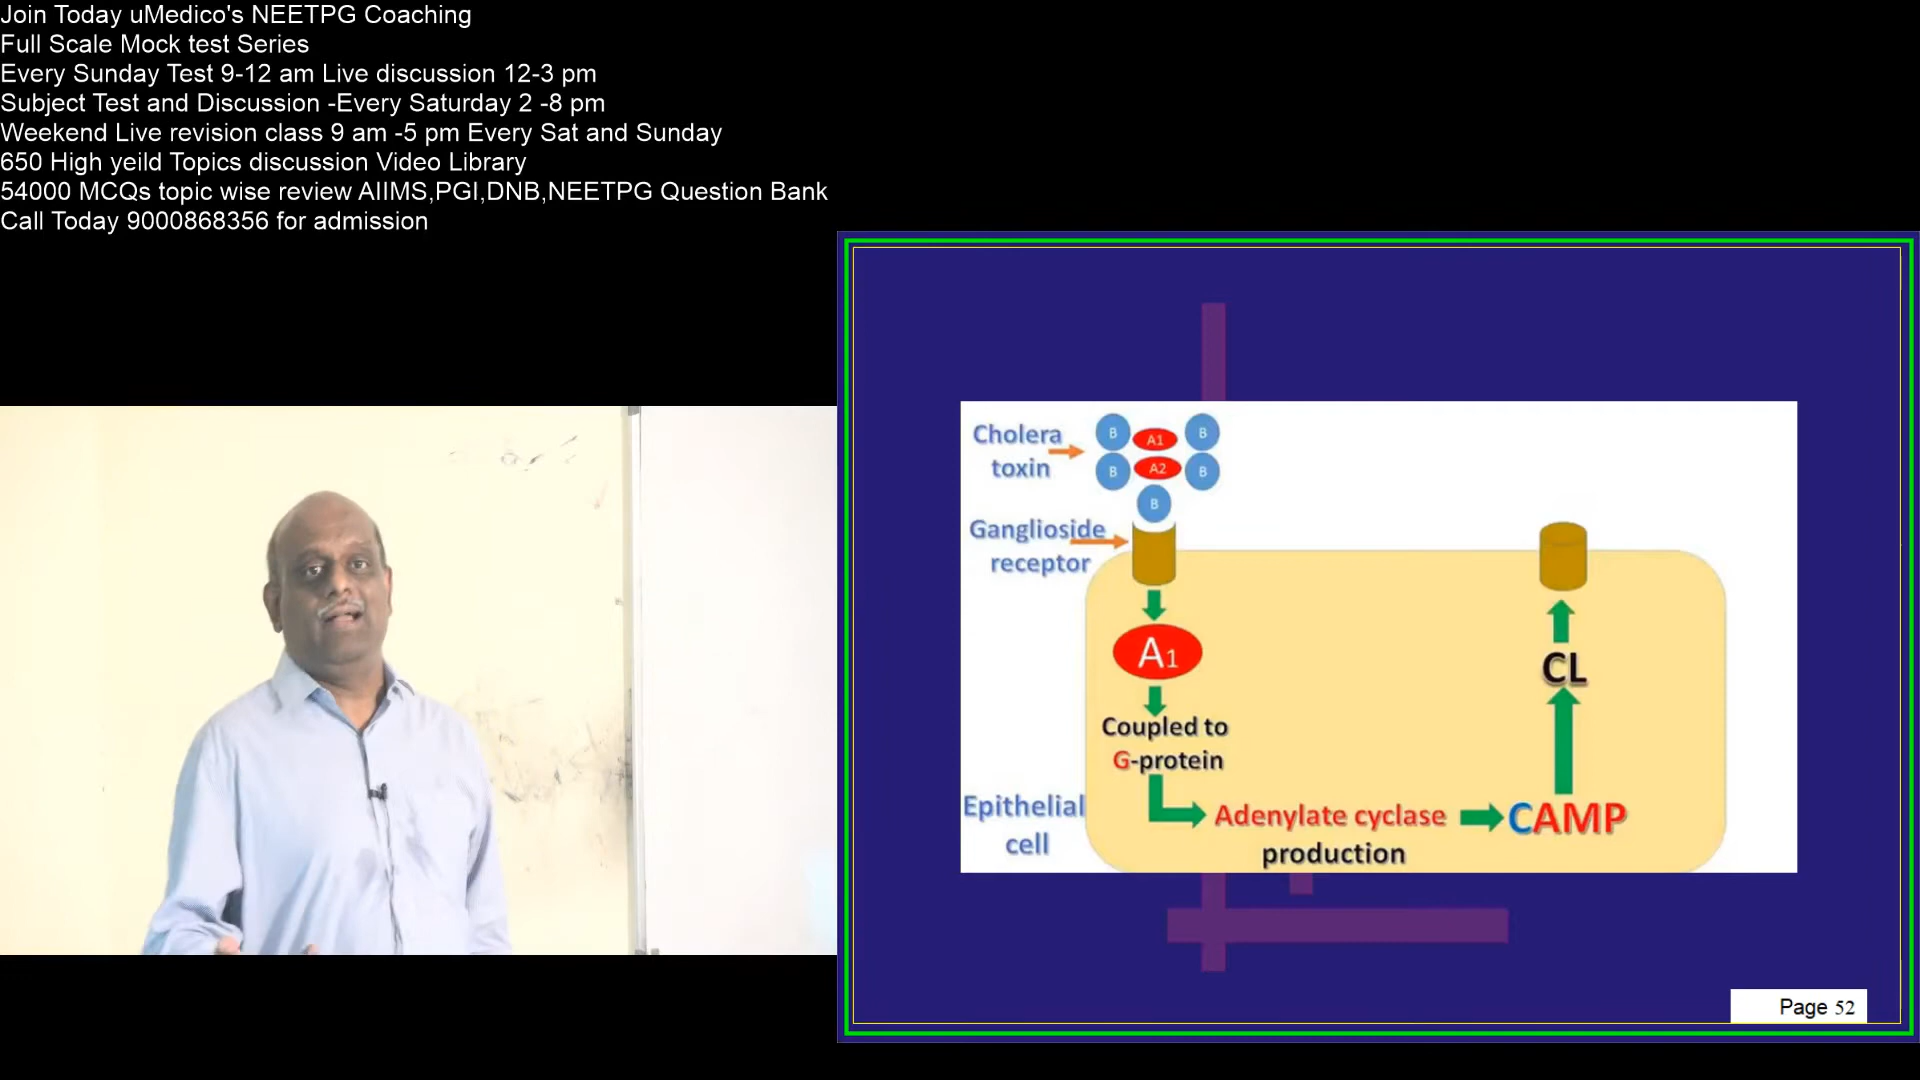 Join Today uMedico's NEETPG Coaching
Full Scale Mock test Series
Every Sunday Test 9-12 am Live discussion 12-3 pm
Subject Test and Discussion -Every Saturday 2 -8 pm
Weekend Live revision class 9 am -5 pm Every Sat and Sunday
650 High yeild Topics discussion Video Library
54000 MCQs topic wise review AIIMS,PGI,DNB,NEETPG Question Bank
Call Today 9000868356 for admission
Cholera
toxin
B
A1
B
B
A2
B
B
Ganglioside
receptor
A1
Coupled to
G-protein
Epithelial
cell
Adenylate cyclase
production
CAMP
CL
Page 52